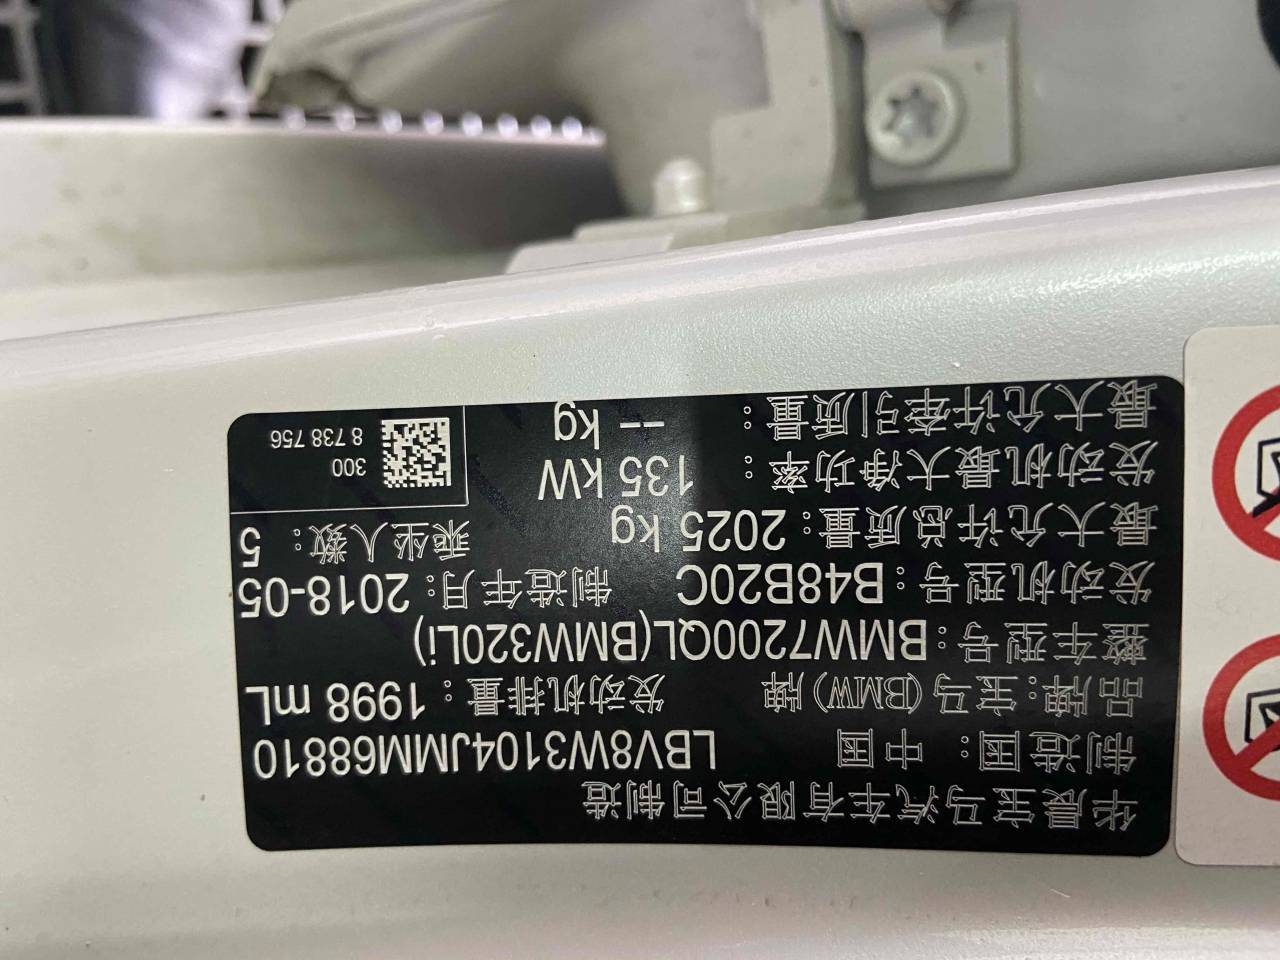 华晨宝马汽车有限公司制造
制造国：中国 LBV8W3104JMM68810
品牌：宝马(BMW)牌 发动机排量：1998 mL
整车型号：BMW7200QL(BMW320Li)
发动机型号：B48B20C 制造年月：2018-05
最大允许总质量：2025 kg 乘坐人数：5
发动机最大净功率：135 kW
最大允许牵引质量：-- kg
300
8 738 756